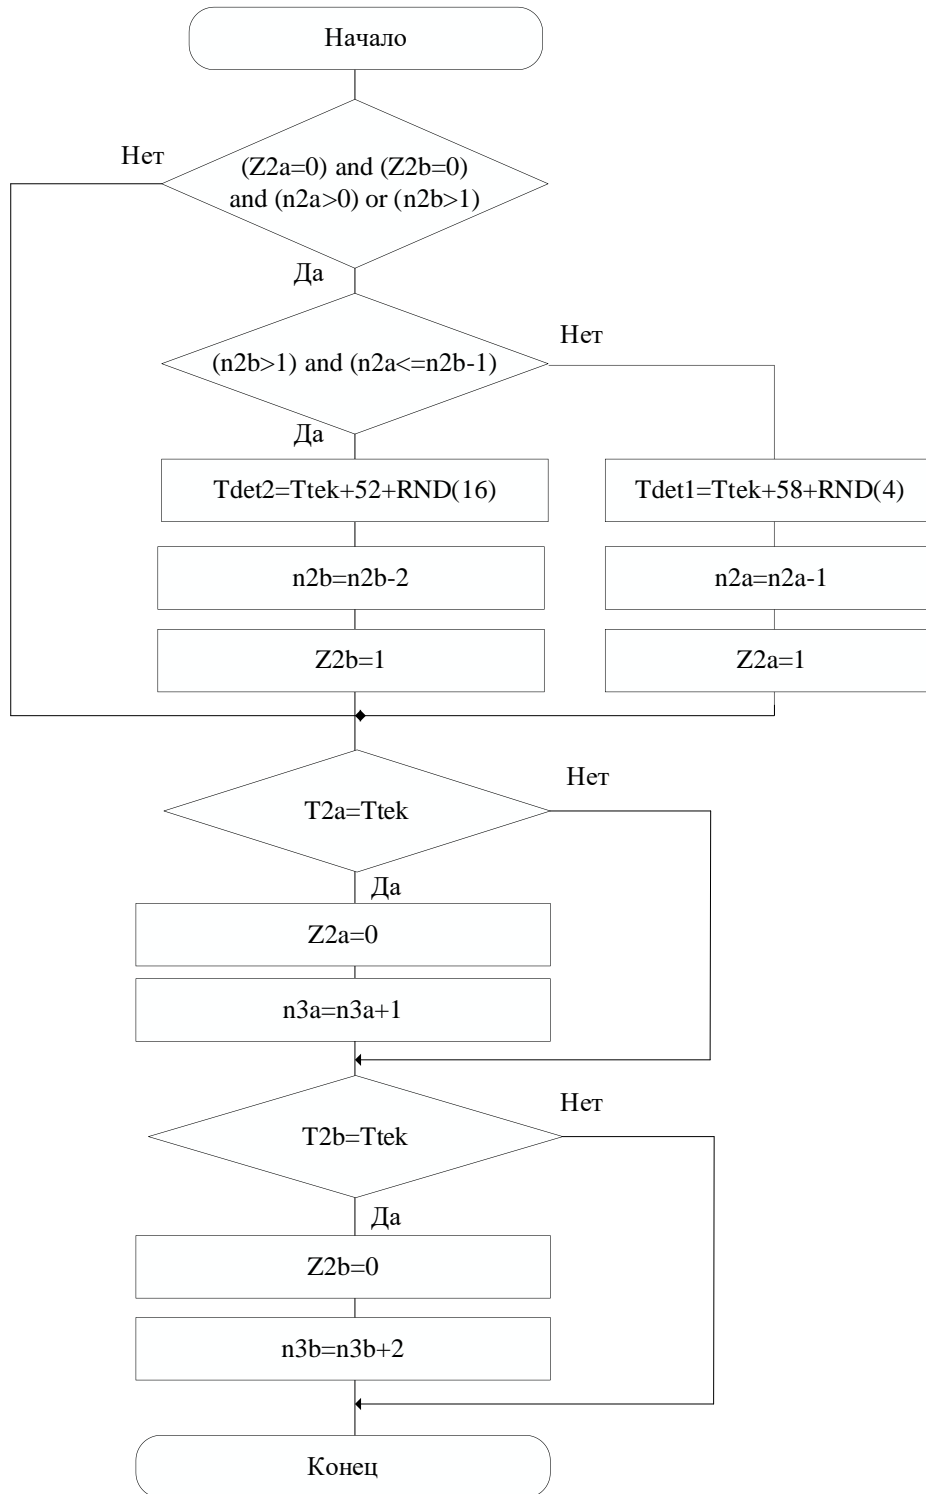 Начало
Нет
(Z2a=0) and (Z2b=0)
and (n2a>0) or (n2b>1)
Да
Нет
(n2b>1) and (n2a<=n2b-1)
Да
Tdet2=Ttek+52+RND(16)
Tdet1=Ttek+58+RND(4)
n2b=n2b-2
n2a=n2a-1
Z2b=1
Z2a=1
Нет
T2a=Ttek
Да
Z2a=0
n3a=n3a+1
Нет
T2b=Ttek
Да
Z2b=0
n3b=n3b+2
Конец